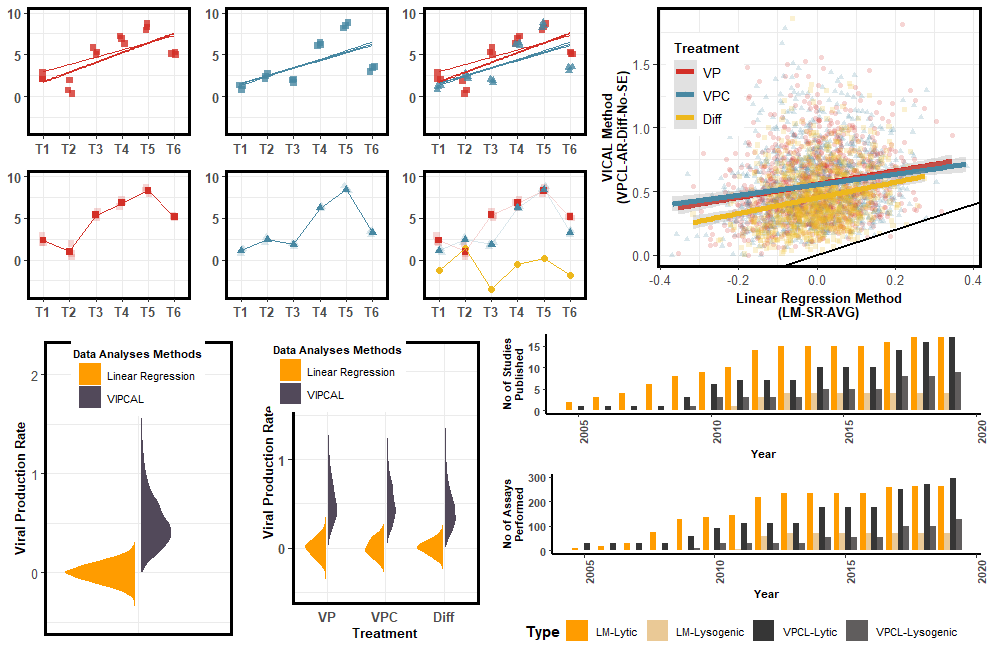 10
5
0
T1 T2 T3 T4 T5 T6
10
5
0
T1 T2 T3 T4 T5 T6
10
5
0
T1 T2 T3 T4 T5 T6
10
5
0
T1 T2 T3 T4 T5 T6
10
5
0
T1 T2 T3 T4 T5 T6
10
5
0
T1 T2 T3 T4 T5 T6
VICAL Method
(VPCL-AR-Diff-No-SE)
Treatment
VP
VPC
Diff
1.5
1.0
0.5
0.0
-0.4 -0.2 0.0 0.2 0.4
Linear Regression Method
(LM-SR-AVG)
Data Analyses Methods
Linear Regression
VIPCAL
Viral Production Rate
2
1
0
Data Analyses Methods
Linear Regression
VIPCAL
Viral Production Rate
1
0
VP VPC Diff
Treatment
No of Studies
Published
15
10
5
0
2005 2010 2015 2020
Year
No of Assays
Performed
300
200
100
0
2005 2010 2015 2020
Year
Type LM-Lytic LM-Lysogenic VPCL-Lytic VPCL-Lysogenic